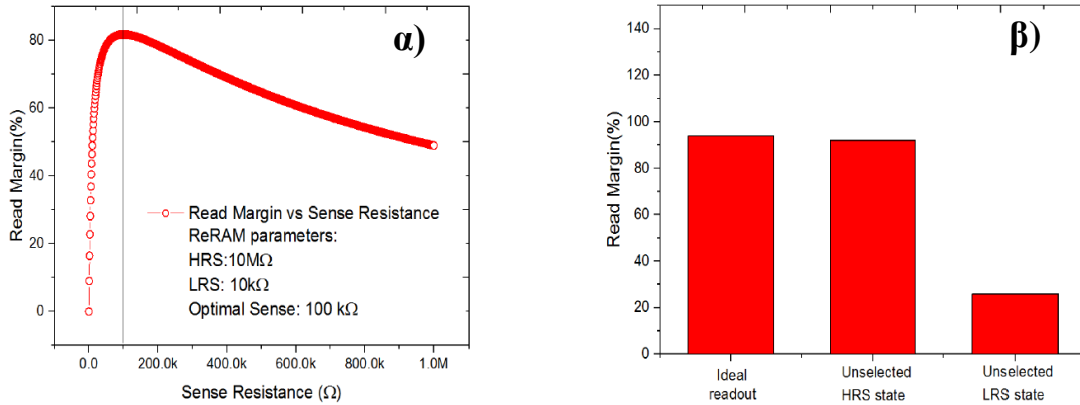 α)
80
60
40
20
0
Read Margin(%)
Read Margin vs Sense Resistance
ReRAM parameters:
HRS:10MΩ
LRS: 10kΩ
Optimal Sense: 100 kΩ
0.0 200.0k 400.0k 600.0k 800.0k 1.0M
Sense Resistance (Ω)
β)
140
120
100
80
60
40
20
0
Read Margin(%)
Ideal Unselected Unselected
readout HRS state LRS state